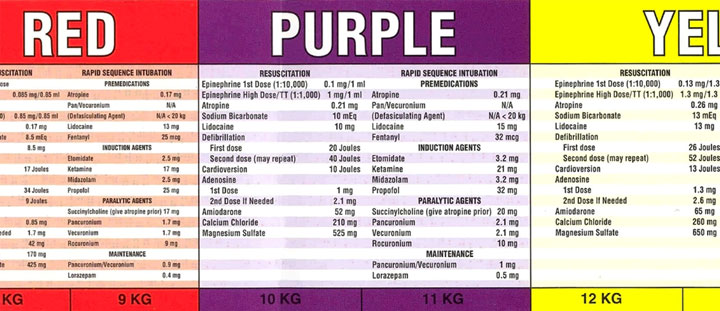 RED
SUSCITATION RAPID SEQUENCE INTUBATION
PREMEDICATIONS
0.085 mg/0.85 ml Atropine 0.17 mg
Pan/Vecuronium N/A
0.85 mg/0.85 ml (Defasiculating Agent) N/A < 20 kg
0.17 mg Lidocaine 13 mg
8.5 mEq Fentanyl 25 mcg
8.5 mg INDUCTION AGENTS
Etomidate 2.5 mg
17 Joules Ketamine 17 mg
Midazolam 2.5 mg
34 Joules Propofol 25 mg
9 Joules PARALYTIC AGENTS
Succinylcholine (give atropine prior) 17 mg
0.85 mg Pancuronium 1.7 mg
1.7 mg Vecuronium 1.7 mg
42 mg Rocuronium 9 mg
170 mg MAINTENANCE
425 mg Pancuronium/Vecuronium 0.9 mg
Lorazepam 0.4 mg
KG 9 KG
PURPLE
RESUSCITATION
Epinephrine 1st Dose (1:10,000) 0.1 mg/1 ml
Epinephrine High Dose/TT (1:1,000) 1 mg/1 ml
Atropine 0.21 mg
Sodium Bicarbonate 10 mEq
Lidocaine 10 mg
Defibrillation
First dose 20 Joules
Second dose (may repeat) 40 Joules
Cardioversion 10 Joules
Adenosine
1st Dose 1 mg
2nd Dose If Needed 2.1 mg
Amiodarone 52 mg
Calcium Chloride 210 mg
Magnesium Sulfate 525 mg
10 KG
RAPID SEQUENCE INTUBATION
PREMEDICATIONS
Atropine 0.21 mg
Pan/Vecuronium N/A
(Defasiculating Agent) N/A < 20 kg
Lidocaine 15 mg
Fentanyl 32 mcg
INDUCTION AGENTS
Etomidate 3.2 mg
Ketamine 21 mg
Midazolam 3.2 mg
Propofol 32 mg
PARALYTIC AGENTS
Succinylcholine (give atropine prior) 20 mg
Pancuronium 2.1 mg
Vecuronium 2.1 mg
Rocuronium 10 mg
MAINTENANCE
Pancuronium/Vecuronium 1 mg
Lorazepam 0.5 mg
11 KG
YEL
RESUSCITATION
Epinephrine 1st Dose (1:10,000) 0.13 mg/1.3
Epinephrine High Dose/TT (1:1,000) 1.3 mg/1.3
Atropine 0.26 mg
Sodium Bicarbonate 13 mEq
Lidocaine 13 mg
Defibrillation
First dose 26 Joules
Second dose (may repeat) 52 Joules
Cardioversion 13 Joules
Adenosine
1st Dose 1.3 mg
2nd Dose If Needed 2.6 mg
Amiodarone 65 mg
Calcium Chloride 260 mg
Magnesium Sulfate 650 mg
12 KG